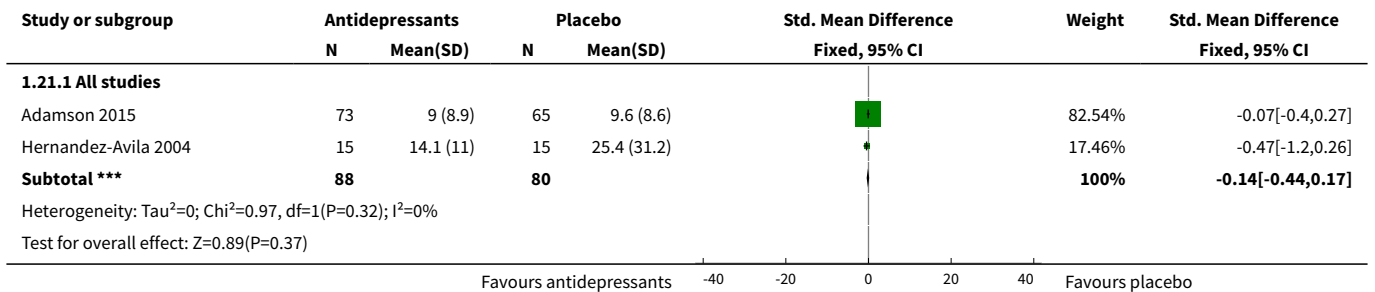 Study or subgroup Antidepressants Placebo Std. Mean Difference Weight Std. Mean Difference
N Mean(SD) N Mean(SD) Fixed, 95% CI Fixed, 95% CI
1.21.1 All studies
Adamson 2015 73 9 (8.9) 65 9.6 (8.6) 82.54% -0.07[-0.4,0.27]
Hernandez-Avila 2004 15 14.1 (11) 15 25.4 (31.2) 17.46% -0.47[-1.2,0.26]
Subtotal *** 88 80 100% -0.14[-0.44,0.17]
Heterogeneity: Tau²=0; Chi²=0.97, df=1(P=0.32); I²=0%
Test for overall effect: Z=0.89(P=0.37)
Favours antidepressants -40 -20 0 20 40 Favours placebo